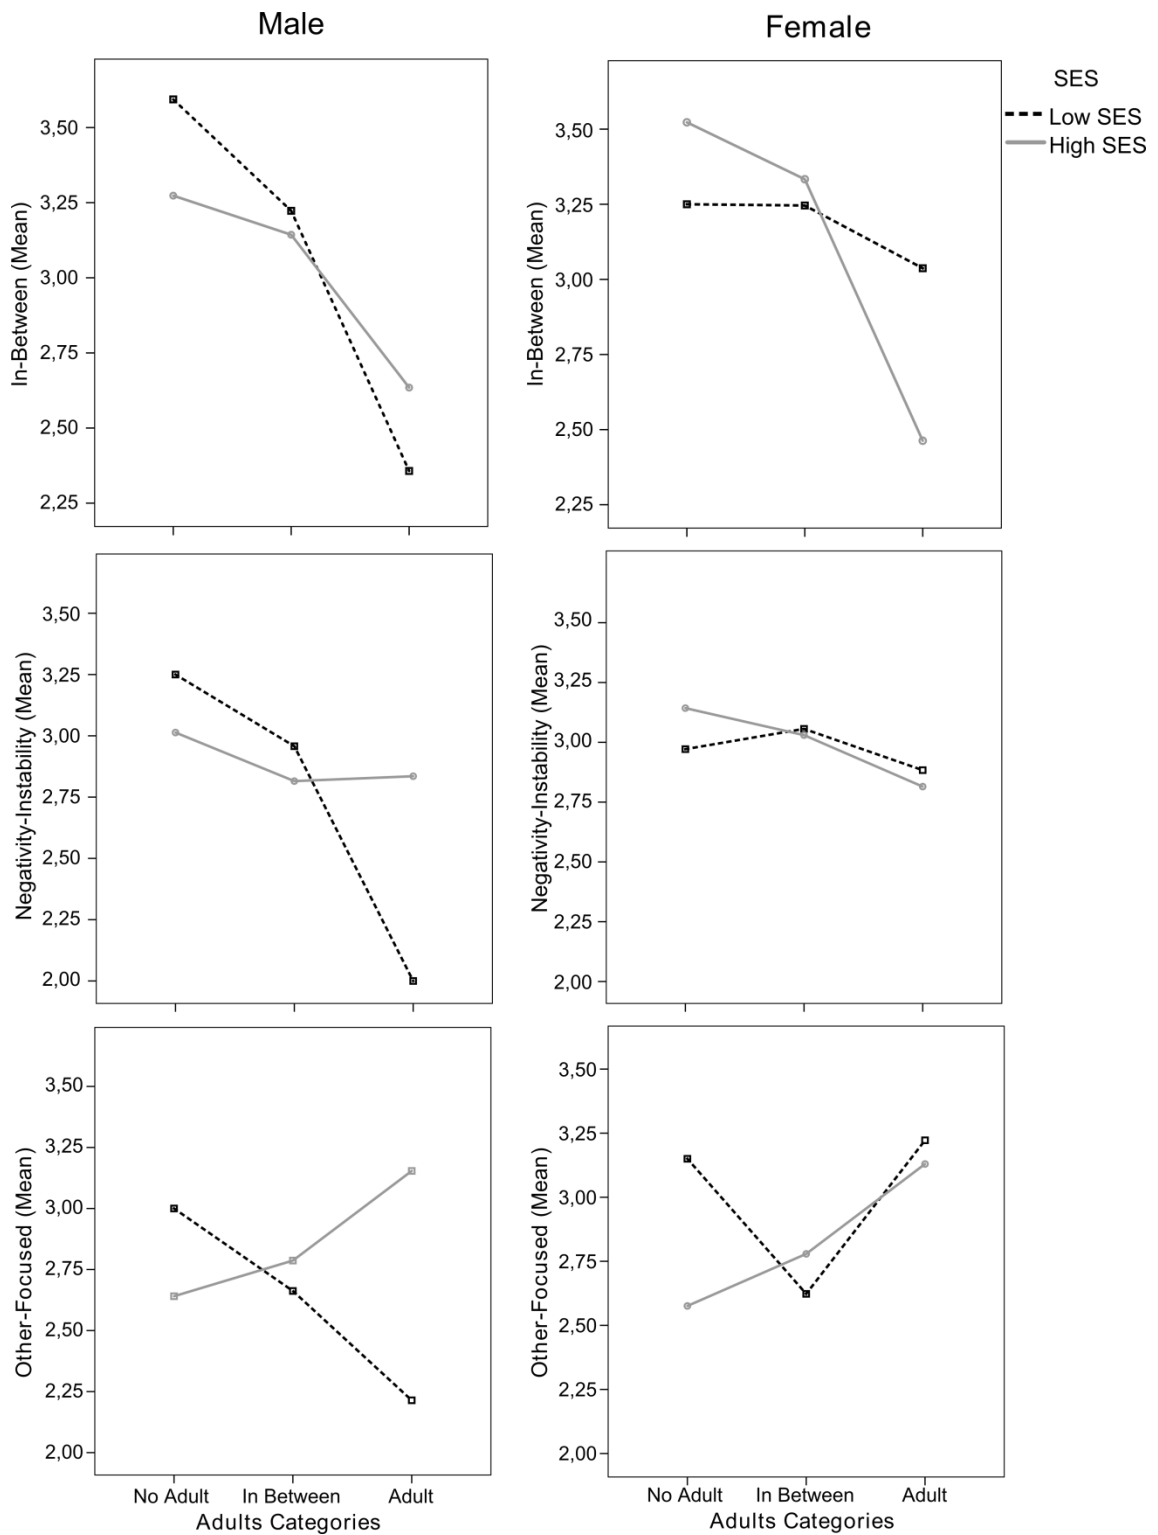 Male
Female
SES
Low SES
High SES
In-Between (Mean)
3,50
3,25
3,00
2,75
2,50
2,25
In-Between (Mean)
3,50
3,25
3,00
2,75
2,50
2,25
Negativity-Instability (Mean)
3,50
3,25
3,00
2,75
2,50
2,25
2,00
Negativity-Instability (Mean)
3,50
3,25
3,00
2,75
2,50
2,25
2,00
Other-Focused (Mean)
3,50
3,25
3,00
2,75
2,50
2,25
2,00
No Adult In Between Adult
Adults Categories
Other-Focused (Mean)
3,50
3,25
3,00
2,75
2,50
2,25
2,00
No Adult In Between Adult
Adults Categories